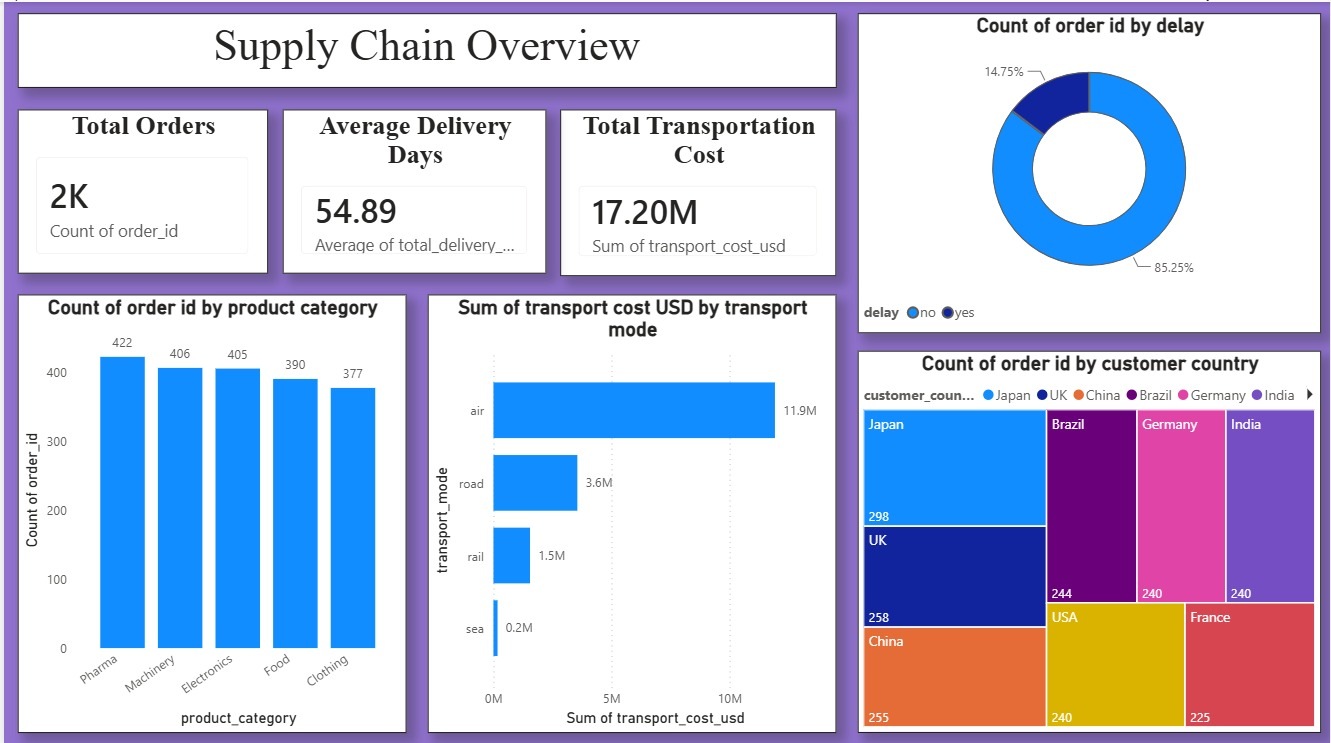 Supply Chain Overview
Total Orders
2K
Count of order_id
Average Delivery
Days
54.89
Average of total_delivery_...
Total Transportation
Cost
17.20M
Sum of transport_cost_usd
Count of order id by delay
14.75%
85.25%
delay no yes
Count of order id by product category
Count of order_id
400
300
200
100
0
422
406
405
390
377
Pharma
Machinery
Electronics
Food
Clothing
product_category
Sum of transport cost USD by transport
mode
transport_mode
air
11.9M
road
3.6M
rail
1.5M
sea
0.2M
0M
5M
10M
Sum of transport_cost_usd
Count of order id by customer country
customer_coun... Japan UK China Brazil Germany India
Japan
298
UK
258
China
255
Brazil
244
Germany
240
India
240
USA
240
France
225